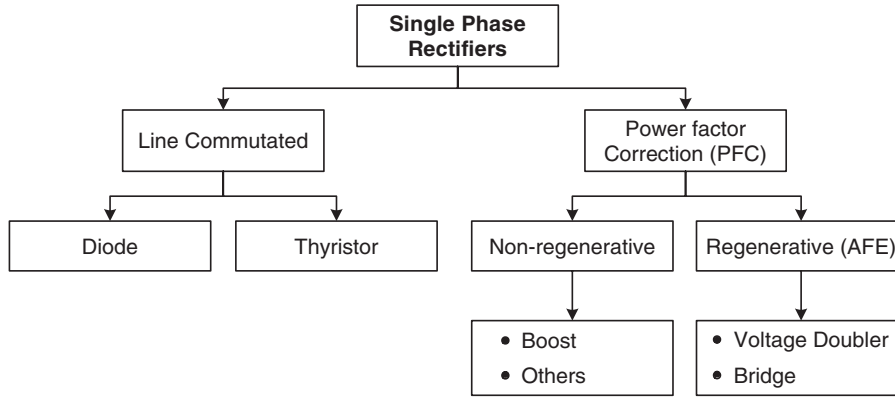 Single Phase
Rectifiers
Line Commutated
Power factor
Correction (PFC)
Diode
Thyristor
Non-regenerative
Regenerative (AFE)
• Boost
• Others
• Voltage Doubler
• Bridge